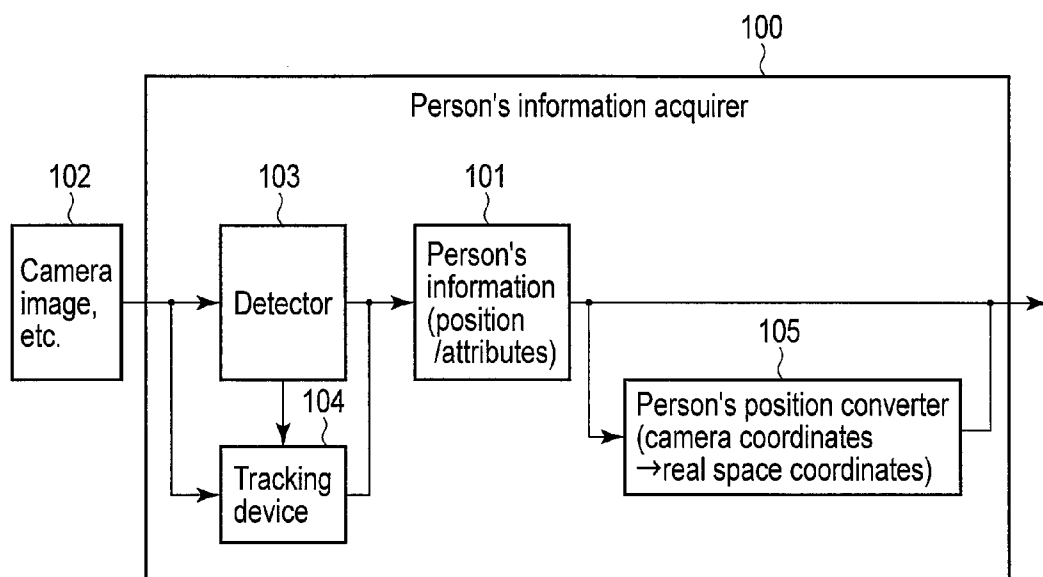 100
Person's information acquirer
102
103
101
Camera
image,
etc.
Detector
Person's
information
(position
/attributes)
105
104
Tracking
device
Person's position converter
(camera coordinates
→real space coordinates)